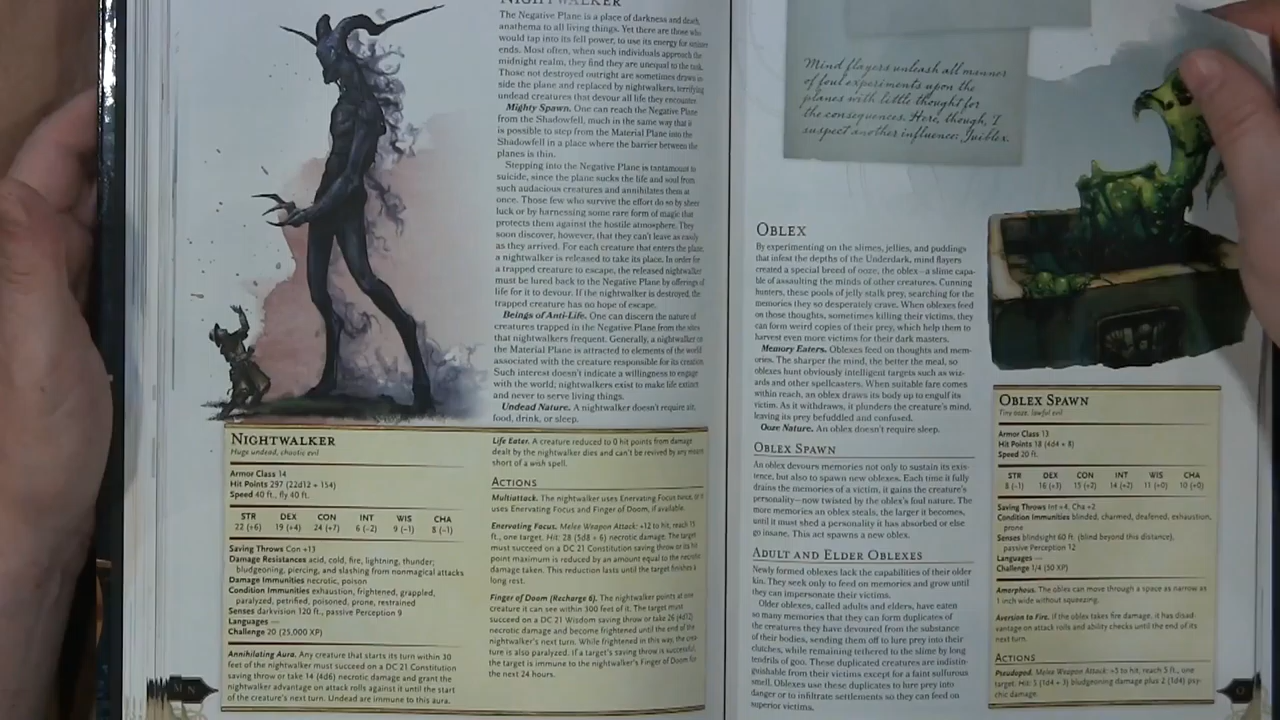 NIGHTWALKER
The Negative Plane is a place of darkness and death,
anathema to all living things. Yet there are those who
would tap into its fell power, to use its energy for
ends. Most often, when such individuals approach the
midnight realm, they find they are unequal to the task.
Those not destroyed outright are sometimes drawn in-
side the plane and replaced by nightwalkers, terrifying
undead creatures that devour all life they encounter.
Mighty Spawn. One can reach the Negative Plane
from the Shadowfell, much in the same way that it
is possible to step from the Material Plane into the
Shadowfell in a place where the barrier between the
planes is thin.
Stepping into the Negative Plane is tantamount to
suicide, since the plane sucks the life and soul from
such audacious creatures and annihilates them at
once. Those few who survive the effort do so by sheer
luck or by harnessing some rare form of magic that
protects them against the hostile atmosphere. They
soon discover, however, that they can't leave as easily
as they arrived. For each creature that enters the plane,
a nightwalker is released to take its place. In order for
a trapped creature to escape, the released nightwalker
must be lured back to the Negative Plane by offerings of
life for it to devour. If the nightwalker is destroyed, the
trapped creature has no hope of escape.
Beings of Anti-Life. One can discern the nature of
creatures trapped in the Negative Plane from the sites
that nightwalkers frequent. Generally, a nightwalker on
the Material Plane is attracted to elements of the world
associated with the creature responsible for its creation.
Such interest doesn't indicate a willingness to engage
with the world; nightwalkers exist to make life extinct
and never to serve living things.
Undead Nature. A nightwalker doesn't require air,
food, drink, or sleep.
NIGHTWALKER
Huge undead, chaotic evil
Armor Class 14
Hit Points 297 (22d12 + 154)
Speed 40 ft., fly 40 ft.
STR DEX CON INT WIS CHA
22 (+6) 19 (+4) 24 (+7) 6 (−2) 9 (−1) 8 (−1)
Saving Throws Con +13
Damage Resistances acid, cold, fire, lightning, thunder;
bludgeoning, piercing, and slashing from nonmagical attacks
Damage Immunities necrotic, poison
Condition Immunities exhaustion, frightened, grappled,
paralyzed, petrified, poisoned, prone, restrained
Senses darkvision 120 ft., passive Perception 9
Languages —
Challenge 20 (25,000 XP)
Annihilating Aura. Any creature that starts its turn within 30
feet of the nightwalker must succeed on a DC 21 Constitution
saving throw or take 14 (4d6) necrotic damage and grant the
nightwalker advantage on attack rolls against it until the start
of the creature's next turn. Undead are immune to this aura.
Life Eater. A creature reduced to 0 hit points from damage
dealt by the nightwalker dies and can't be revived by any means
short of a wish spell.
ACTIONS
Multiattack. The nightwalker uses Enervating Focus twice, or it
uses Enervating Focus and Finger of Doom, if available.
Enervating Focus. Melee Weapon Attack: +12 to hit, reach 15
ft., one target. Hit: 28 (5d8 + 6) necrotic damage. The target
must succeed on a DC 21 Constitution saving throw or its hit
point maximum is reduced by an amount equal to the necrotic
damage taken. This reduction lasts until the target finishes a
long rest.
Finger of Doom (Recharge 6). The nightwalker points at one
creature it can see within 300 feet of it. The target must
succeed on a DC 21 Wisdom saving throw or take 26 (4d12)
necrotic damage and become frightened until the end of the
nightwalker's next turn. While frightened in this way, the crea-
ture is also paralyzed. If a target's saving throw is successful,
the target is immune to the nightwalker's Finger of Doom for
the next 24 hours.
N
Mind flayers unleash all manner
of foul experiments upon the
planes with little thought for
the consequences. Here, though, I
suspect another influence: Juiblex.
OBLEX
By experimenting on the slimes, jellies, and puddings
that infest the depths of the Underdark, mind flayers
created a special breed of ooze, the oblex—a slime capa-
ble of assaulting the minds of other creatures. Cunning
hunters, these pools of jelly stalk prey, searching for the
memories they so desperately crave. When oblexes feed
on those thoughts, sometimes killing their victims, they
can form weird copies of their prey, which help them to
harvest even more victims for their dark masters.
Memory Eaters. Oblexes feed on thoughts and mem-
ories. The sharper the mind, the better the meal, so
oblexes hunt obviously intelligent targets such as wiz-
ards and other spellcasters. When suitable fare comes
within reach, an oblex draws its body up to engulf its
victim. As it withdraws, it plunders the creature's mind,
leaving its prey befuddled and confused.
Ooze Nature. An oblex doesn't require sleep.
OBLEX SPAWN
An oblex devours memories not only to sustain its exis-
tence, but also to spawn new oblexes. Each time it fully
drains the memories of a victim, it gains the creature's
personality—now twisted by the oblex's foul nature. The
more memories an oblex steals, the larger it becomes,
until it must shed a personality it has absorbed or else
go insane. This act spawns a new oblex.
ADULT AND ELDER OBLEXES
Newly formed oblexes lack the capabilities of their older
kin. They seek only to feed on memories and grow until
they can impersonate their victims.
Older oblexes, called adults and elders, have eaten
so many memories that they can form duplicates of
the creatures they have devoured from the substance
of their bodies, sending them off to lure prey into their
clutches, while remaining tethered to the slime by long
tendrils of goo. These duplicated creatures are indistin-
guishable from their victims except for a faint sulfurous
smell. Oblexes use these duplicates to lure prey into
danger or to infiltrate settlements so they can feed on
superior victims.
OBLEX SPAWN
Tiny ooze, lawful evil
Armor Class 13
Hit Points 18 (4d4 + 8)
Speed 20 ft.
STR DEX CON INT WIS CHA
8 (−1) 16 (+3) 15 (+2) 14 (+2) 11 (+0) 10 (+0)
Saving Throws Int +4, Cha +2
Condition Immunities blinded, charmed, deafened, exhaustion,
prone
Senses blindsight 60 ft. (blind beyond this distance),
passive Perception 12
Languages —
Challenge 1/4 (50 XP)
Amorphous. The oblex can move through a space as narrow as
1 inch wide without squeezing.
Aversion to Fire. If the oblex takes fire damage, it has disad-
vantage on attack rolls and ability checks until the end of its
next turn.
ACTIONS
Pseudopod. Melee Weapon Attack: +5 to hit, reach 5 ft., one
target. Hit: 5 (1d4 + 3) bludgeoning damage plus 2 (1d4) psy-
chic damage.
O